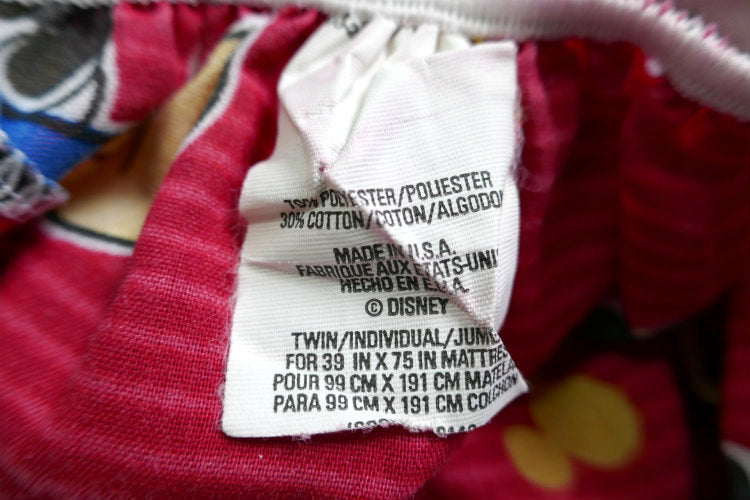 POLYESTER/POLIESTER
30% COTTON/COTON/ALGODO
MADE IN U.S.A.
FABRIQUE AUX ETATS-UNI
HECHO EN E.U.A.
© DISNEY
TWIN/INDIVIDUAL/JUM
FOR 39 IN X 75 IN MATTRE
POUR 99 CM X 191 CM MATELA
PARA 99 CM X 191 CM COLCHON